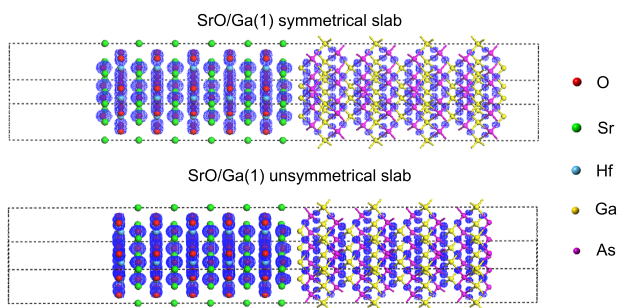 SrO/Ga(1) symmetrical slab
SrO/Ga(1) unsymmetrical slab
O
Sr
Hf
Ga
As